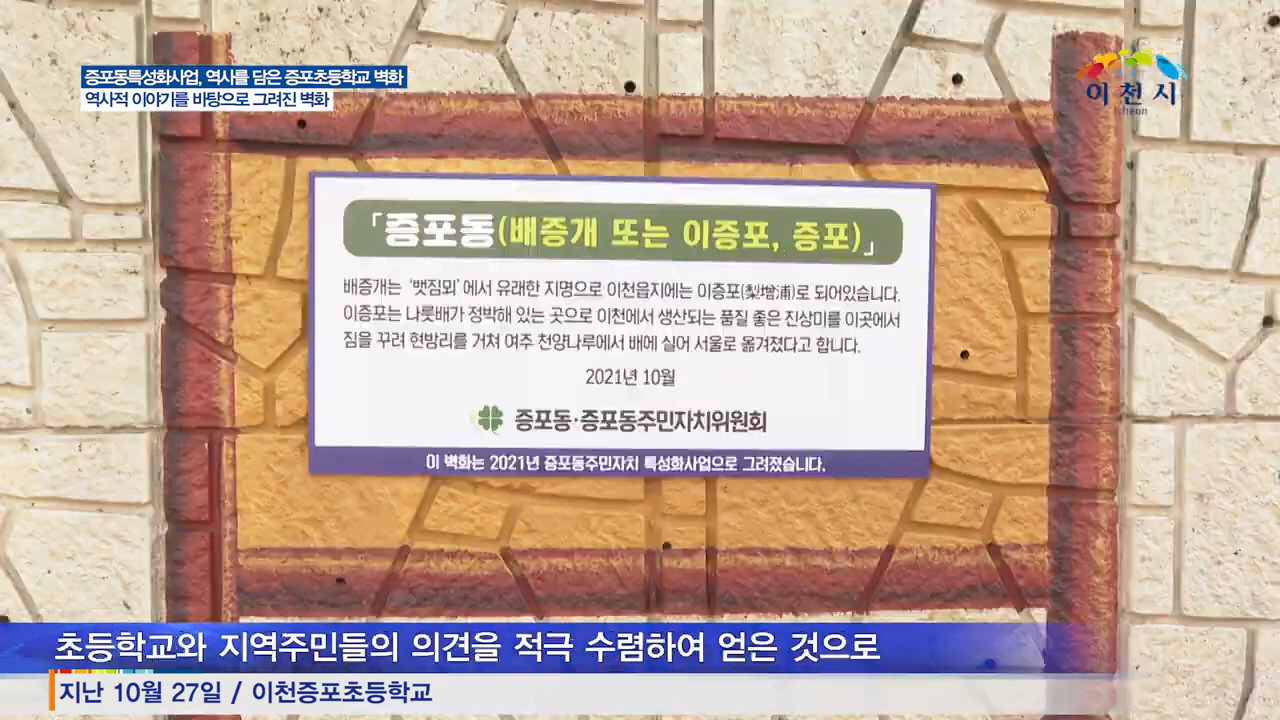 증포동특성화사업, 역사를 담은 증포초등학교 벽화
역사적 이야기를 바탕으로 그려진 벽화
이천시
Icheon
「증포동(배증개 또는 이증포, 증포)」
배증개는 '뱃짐뫼'에서 유래한 지명으로 이천읍지에는 이증포(梨增浦)로 되어있습니다.
이증포는 나룻배가 정박해 있는 곳으로 이천에서 생산되는 품질 좋은 진상미를 이곳에서
짐을 꾸려 현방리를 거쳐 여주 천양나루에서 배에 실어 서울로 옮겨졌다고 합니다.
2021년 10월
증포동·증포동주민자치위원회
이 벽화는 2021년 증포동주민자치 특성화사업으로 그려졌습니다.
초등학교와 지역주민들의 의견을 적극 수렴하여 얻은 것으로
지난 10월 27일 / 이천증포초등학교